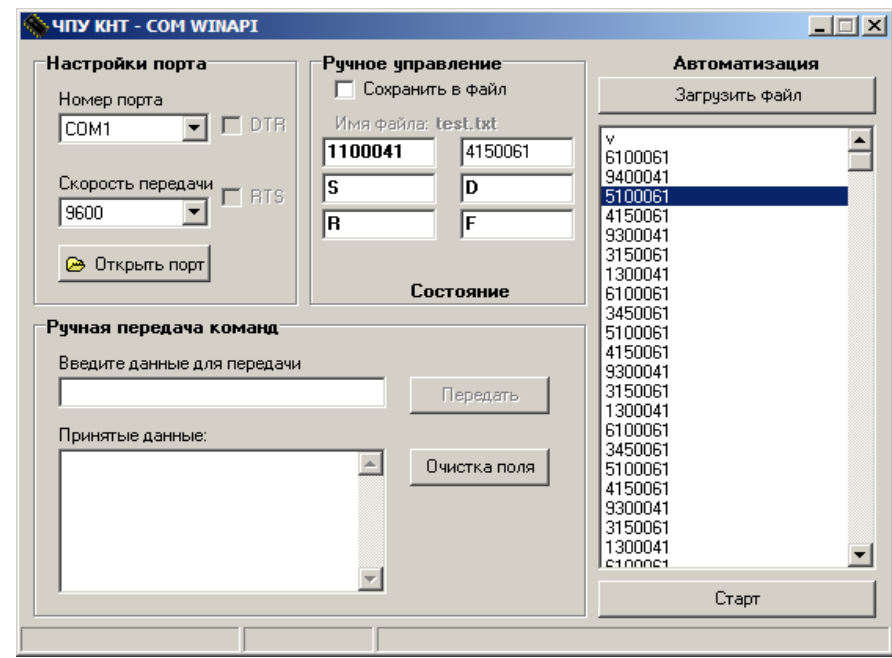 ЧПУ КНТ - COM WINAPI
Настройки порта
Номер порта
COM1
DTR
Скорость передачи
9600
RTS
Открыть порт
Ручное управление
Сохранить в файл
Имя файла: test.txt
1100041 4150061
S D
R F
Состояние
Ручная передача команд
Введите данные для передачи
Передать
Принятые данные:
Очистка поля
Автоматизация
Загрузить файл
v
6100061
9400041
5100061
4150061
9300041
3150061
1300041
6100061
3450061
5100061
4150061
9300041
3150061
1300041
6100061
3450061
5100061
4150061
9300041
3150061
1300041
6100061
Старт